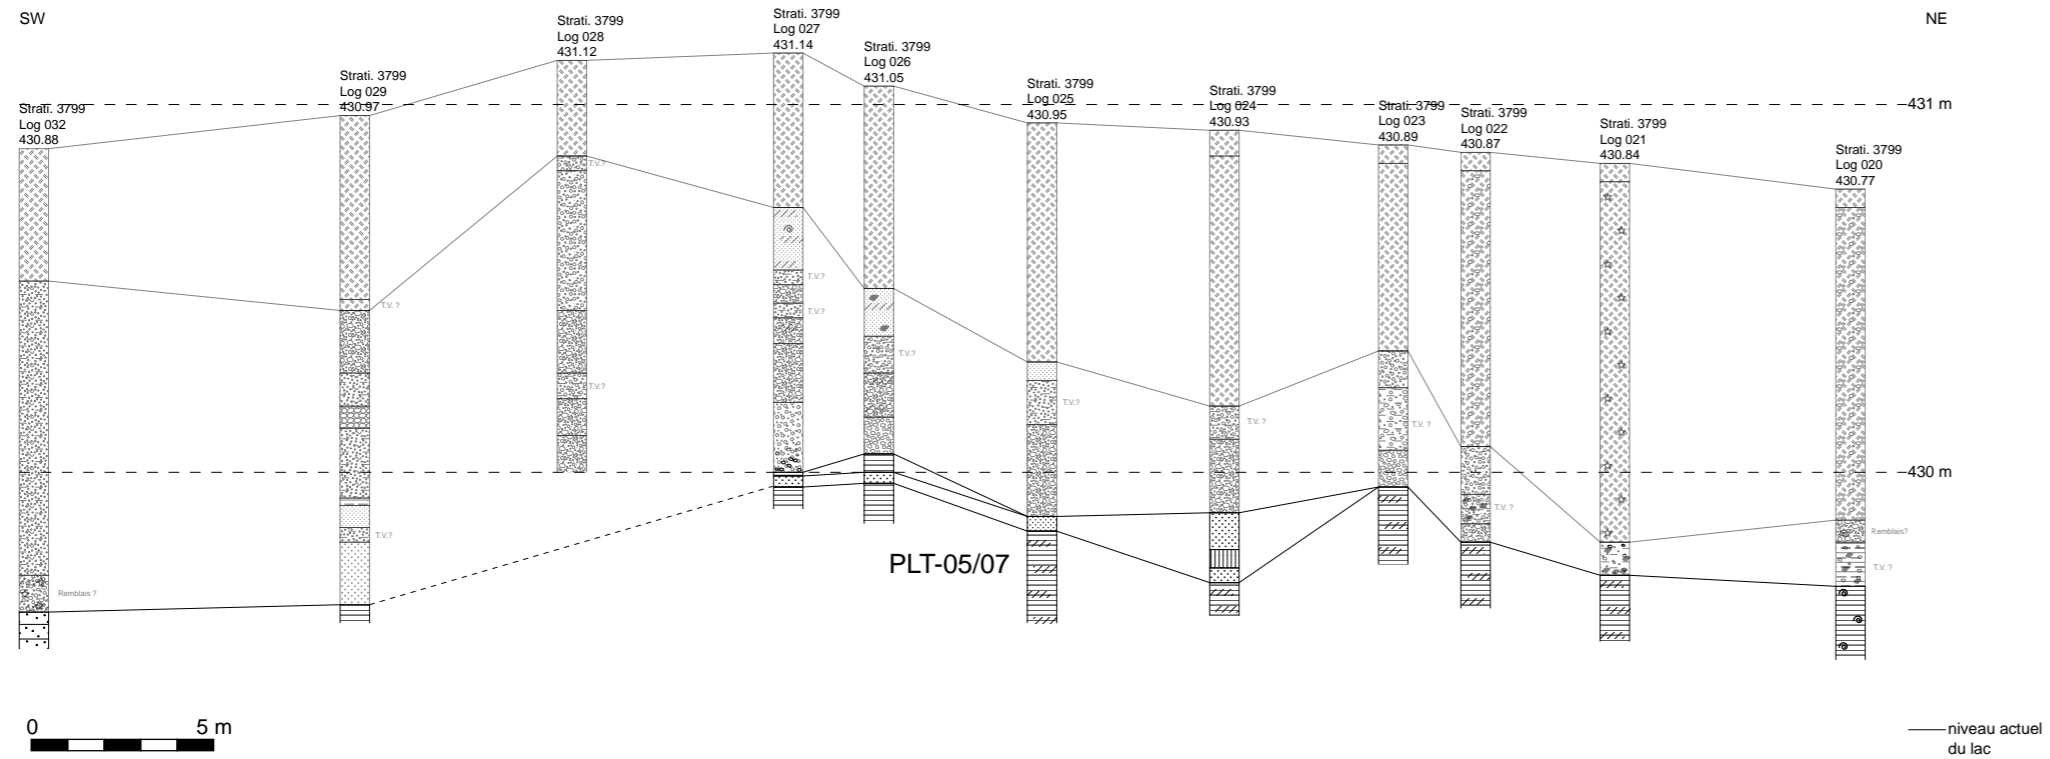 SW
NE
Strati. 3799
Log 032
430.88
Strati. 3799
Log 029
430.97
Strati. 3799
Log 028
431.12
Strati. 3799
Log 027
431.14
Strati. 3799
Log 026
431.05
Strati. 3799
Log 025
430.95
Strati. 3799
Log 024
430.93
Strati. 3799
Log 023
430.89
Strati. 3799
Log 022
430.87
Strati. 3799
Log 021
430.84
Strati. 3799
Log 020
430.77
431 m
T.V.?
T.V.?
T.V. ?
T.V.?
T.V.?
T.V.?
T.V.?
T.V. ?
T.V. ?
430 m
T.V. ?
T.V.?
Remblais?
T.V. ?
Remblais ?
PLT-05/07
0
5 m
niveau actuel
du lac